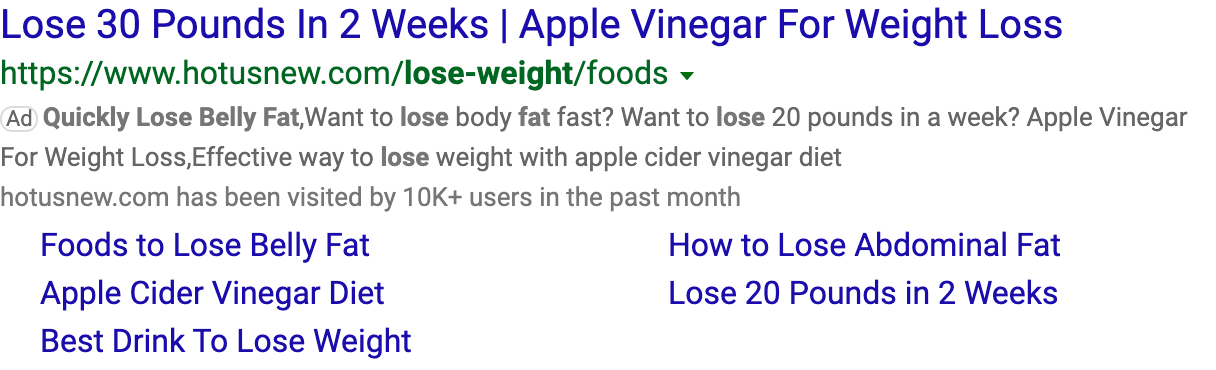 Lose 30 Pounds In 2 Weeks | Apple Vinegar For Weight Loss
https://www.hotusnew.com/lose-weight/foods
Ad Quickly Lose Belly Fat,Want to lose body fat fast? Want to lose 20 pounds in a week? Apple Vinegar
For Weight Loss,Effective way to lose weight with apple cider vinegar diet
hotusnew.com has been visited by 10K+ users in the past month
Foods to Lose Belly Fat
How to Lose Abdominal Fat
Apple Cider Vinegar Diet
Lose 20 Pounds in 2 Weeks
Best Drink To Lose Weight